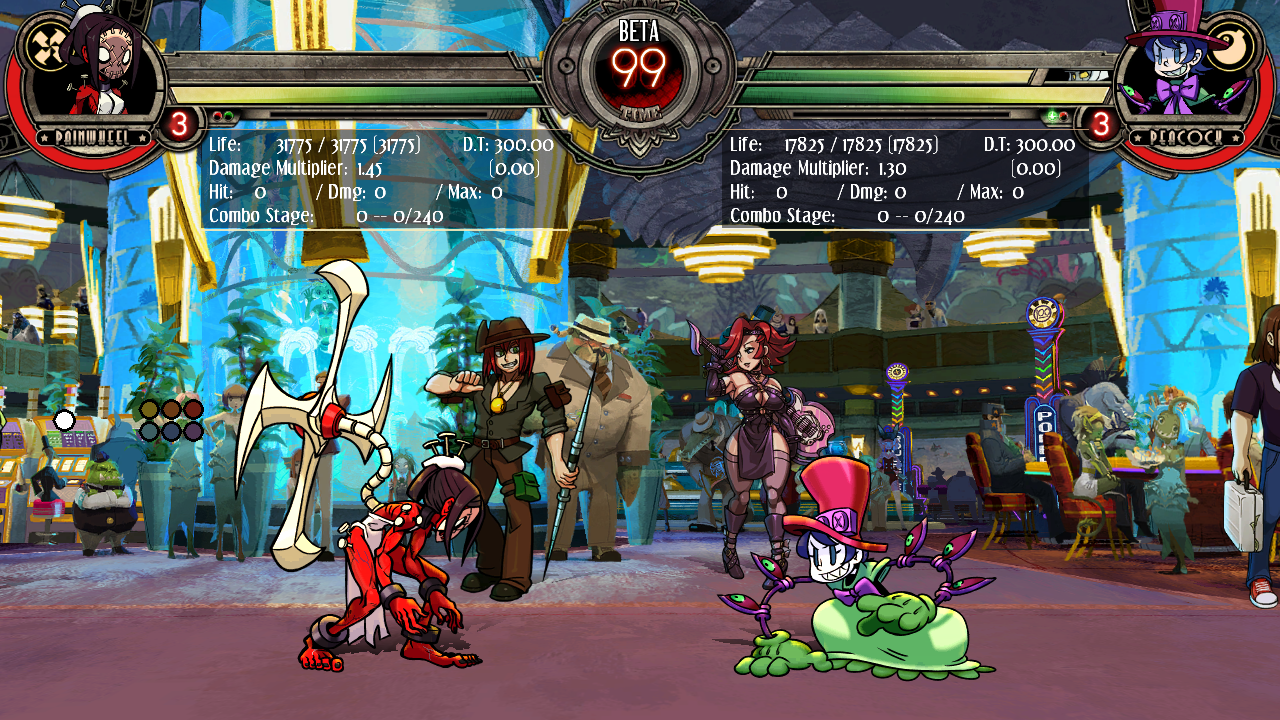 BETA
99
TIME
PAINWHEEL
3
3
PEACOCK
Life: 31775 / 31775 (31775) D.T: 300.00
Damage Multiplier: 1.45 (0.00)
Hit: 0 / Dmg: 0 / Max: 0
Combo Stage: 0 -- 0/240
Life: 17825 / 17825 (17825) D.T: 300.00
Damage Multiplier: 1.30 (0.00)
Hit: 0 / Dmg: 0 / Max: 0
Combo Stage: 0 -- 0/240